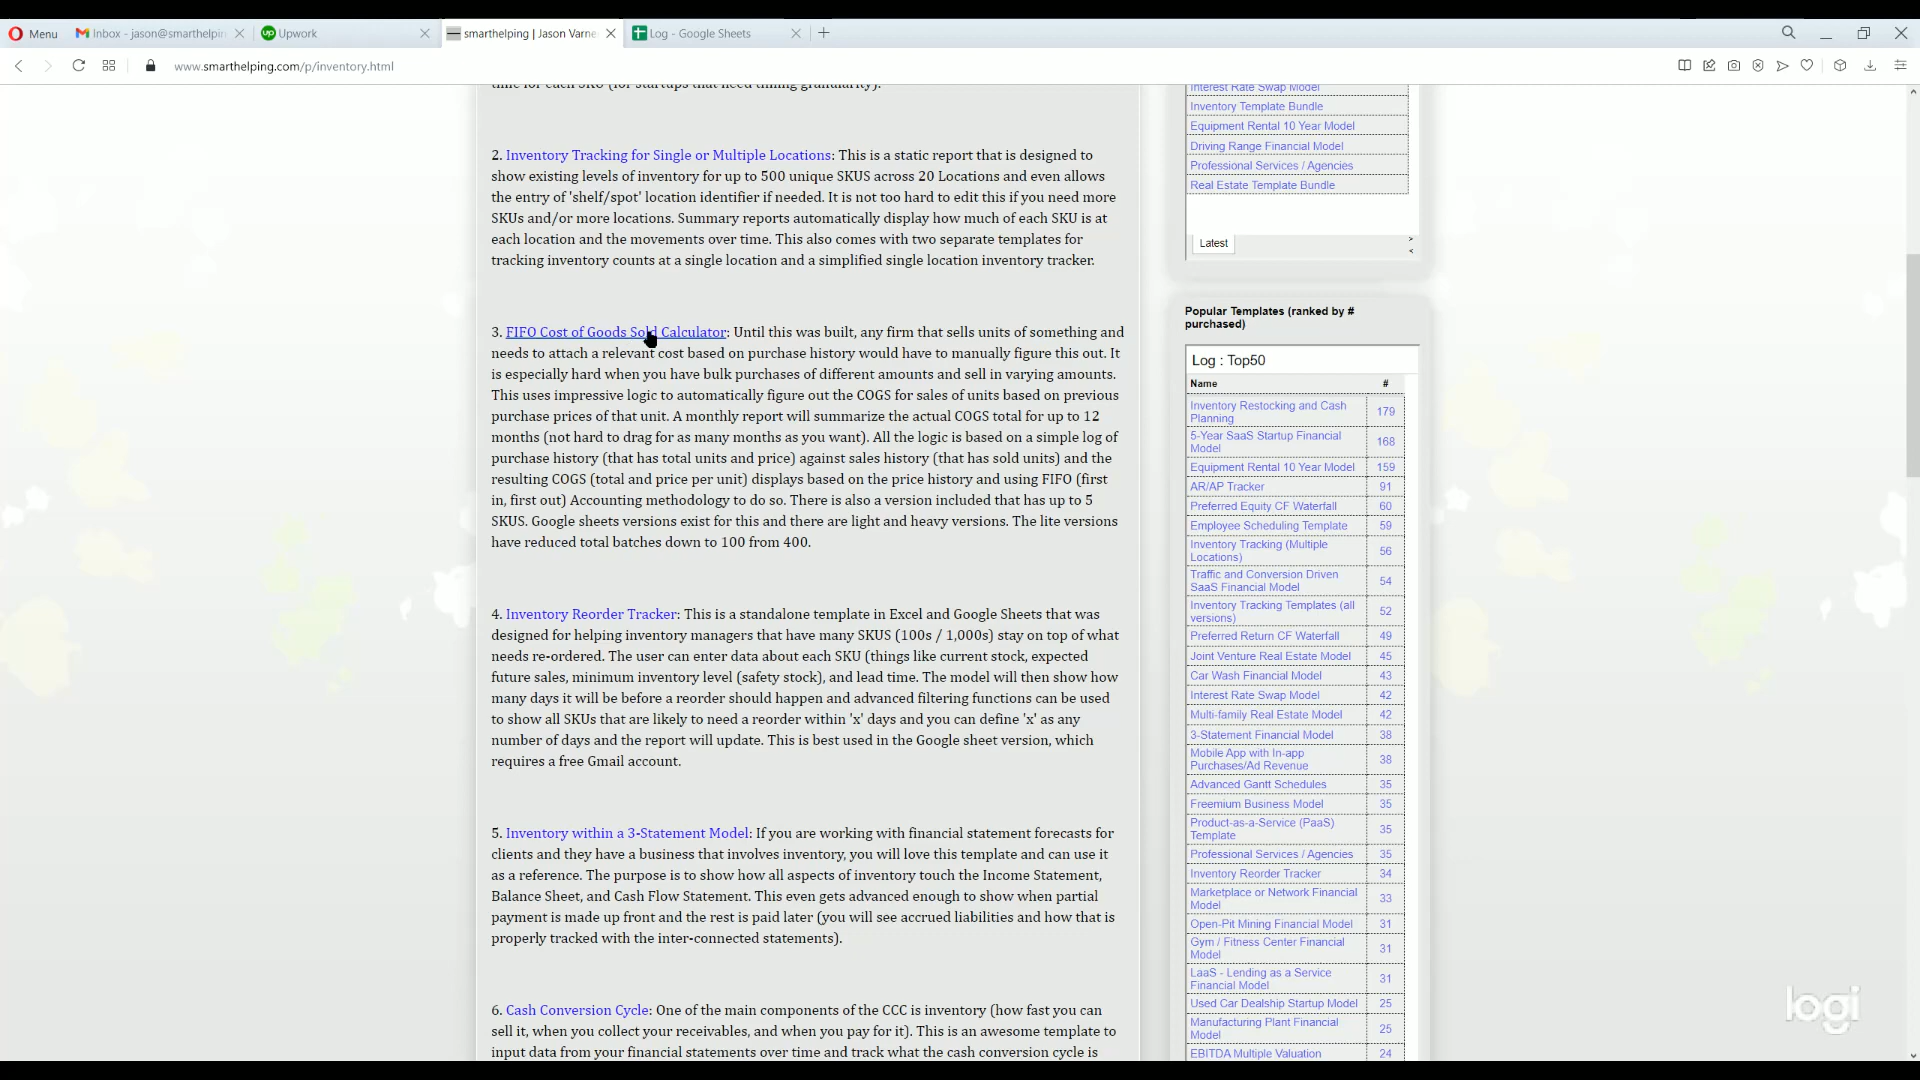 Menu
Inbox - jason@smarthelpin
Upwork
smarthelping | Jason Varne
Log - Google Sheets
www.smarthelping.com/p/inventory.html
time for each SKU (for startups that need timing granularity).
2. Inventory Tracking for Single or Multiple Locations: This is a static report that is designed to
show existing levels of inventory for up to 500 unique SKUS across 20 Locations and even allows
the entry of 'shelf/spot' location identifier if needed. It is not too hard to edit this if you need more
SKUs and/or more locations. Summary reports automatically display how much of each SKU is at
each location and the movements over time. This also comes with two separate templates for
tracking inventory counts at a single location and a simplified single location inventory tracker.
3. FIFO Cost of Goods Sold Calculator: Until this was built, any firm that sells units of something and
needs to attach a relevant cost based on purchase history would have to manually figure this out. It
is especially hard when you have bulk purchases of different amounts and sell in varying amounts.
This uses impressive logic to automatically figure out the COGS for sales of units based on previous
purchase prices of that unit. A monthly report will summarize the actual COGS total for up to 12
months (not hard to drag for as many months as you want). All the logic is based on a simple log of
purchase history (that has total units and price) against sales history (that has sold units) and the
resulting COGS (total and price per unit) displays based on the price history and using FIFO (first
in, first out) Accounting methodology to do so. There is also a version included that has up to 5
SKUS. Google sheets versions exist for this and there are light and heavy versions. The lite versions
have reduced total batches down to 100 from 400.
4. Inventory Reorder Tracker: This is a standalone template in Excel and Google Sheets that was
designed for helping inventory managers that have many SKUS (100s / 1,000s) stay on top of what
needs re-ordered. The user can enter data about each SKU (things like current stock, expected
future sales, minimum inventory level (safety stock), and lead time. The model will then show how
many days it will be before a reorder should happen and advanced filtering functions can be used
to show all SKUs that are likely to need a reorder within 'x' days and you can define 'x' as any
number of days and the report will update. This is best used in the Google sheet version, which
requires a free Gmail account.
5. Inventory within a 3-Statement Model: If you are working with financial statement forecasts for
clients and they have a business that involves inventory, you will love this template and can use it
as a reference. The purpose is to show how all aspects of inventory touch the Income Statement,
Balance Sheet, and Cash Flow Statement. This even gets advanced enough to show when partial
payment is made up front and the rest is paid later (you will see accrued liabilities and how that is
properly tracked with the inter-connected statements).
6. Cash Conversion Cycle: One of the main components of the CCC is inventory (how fast you can
sell it, when you collect your receivables, and when you pay for it). This is an awesome template to
input data from your financial statements over time and track what the cash conversion cycle is
Interest Rate Swap Model
Inventory Template Bundle
Equipment Rental 10 Year Model
Driving Range Financial Model
Professional Services / Agencies
Real Estate Template Bundle
Latest
Popular Templates (ranked by #
purchased)
Log : Top50
Name #
Inventory Restocking and Cash
Planning 179
5-Year SaaS Startup Financial
Model 168
Equipment Rental 10 Year Model 159
AR/AP Tracker 91
Preferred Equity CF Waterfall 60
Employee Scheduling Template 59
Inventory Tracking (Multiple
Locations) 56
Traffic and Conversion Driven
SaaS Financial Model 54
Inventory Tracking Templates (all
versions) 52
Preferred Return CF Waterfall 49
Joint Venture Real Estate Model 45
Car Wash Financial Model 43
Interest Rate Swap Model 42
Multi-family Real Estate Model 42
3-Statement Financial Model 38
Mobile App with In-app
Purchases/Ad Revenue 38
Advanced Gantt Schedules 35
Freemium Business Model 35
Product-as-a-Service (PaaS)
Template 35
Professional Services / Agencies 35
Inventory Reorder Tracker 34
Marketplace or Network Financial
Model 33
Open-Pit Mining Financial Model 31
Gym / Fitness Center Financial
Model 31
LaaS - Lending as a Service
Financial Model 31
Used Car Dealership Startup Model 25
Manufacturing Plant Financial
Model 25
EBITDA Multiple Valuation 24
logi